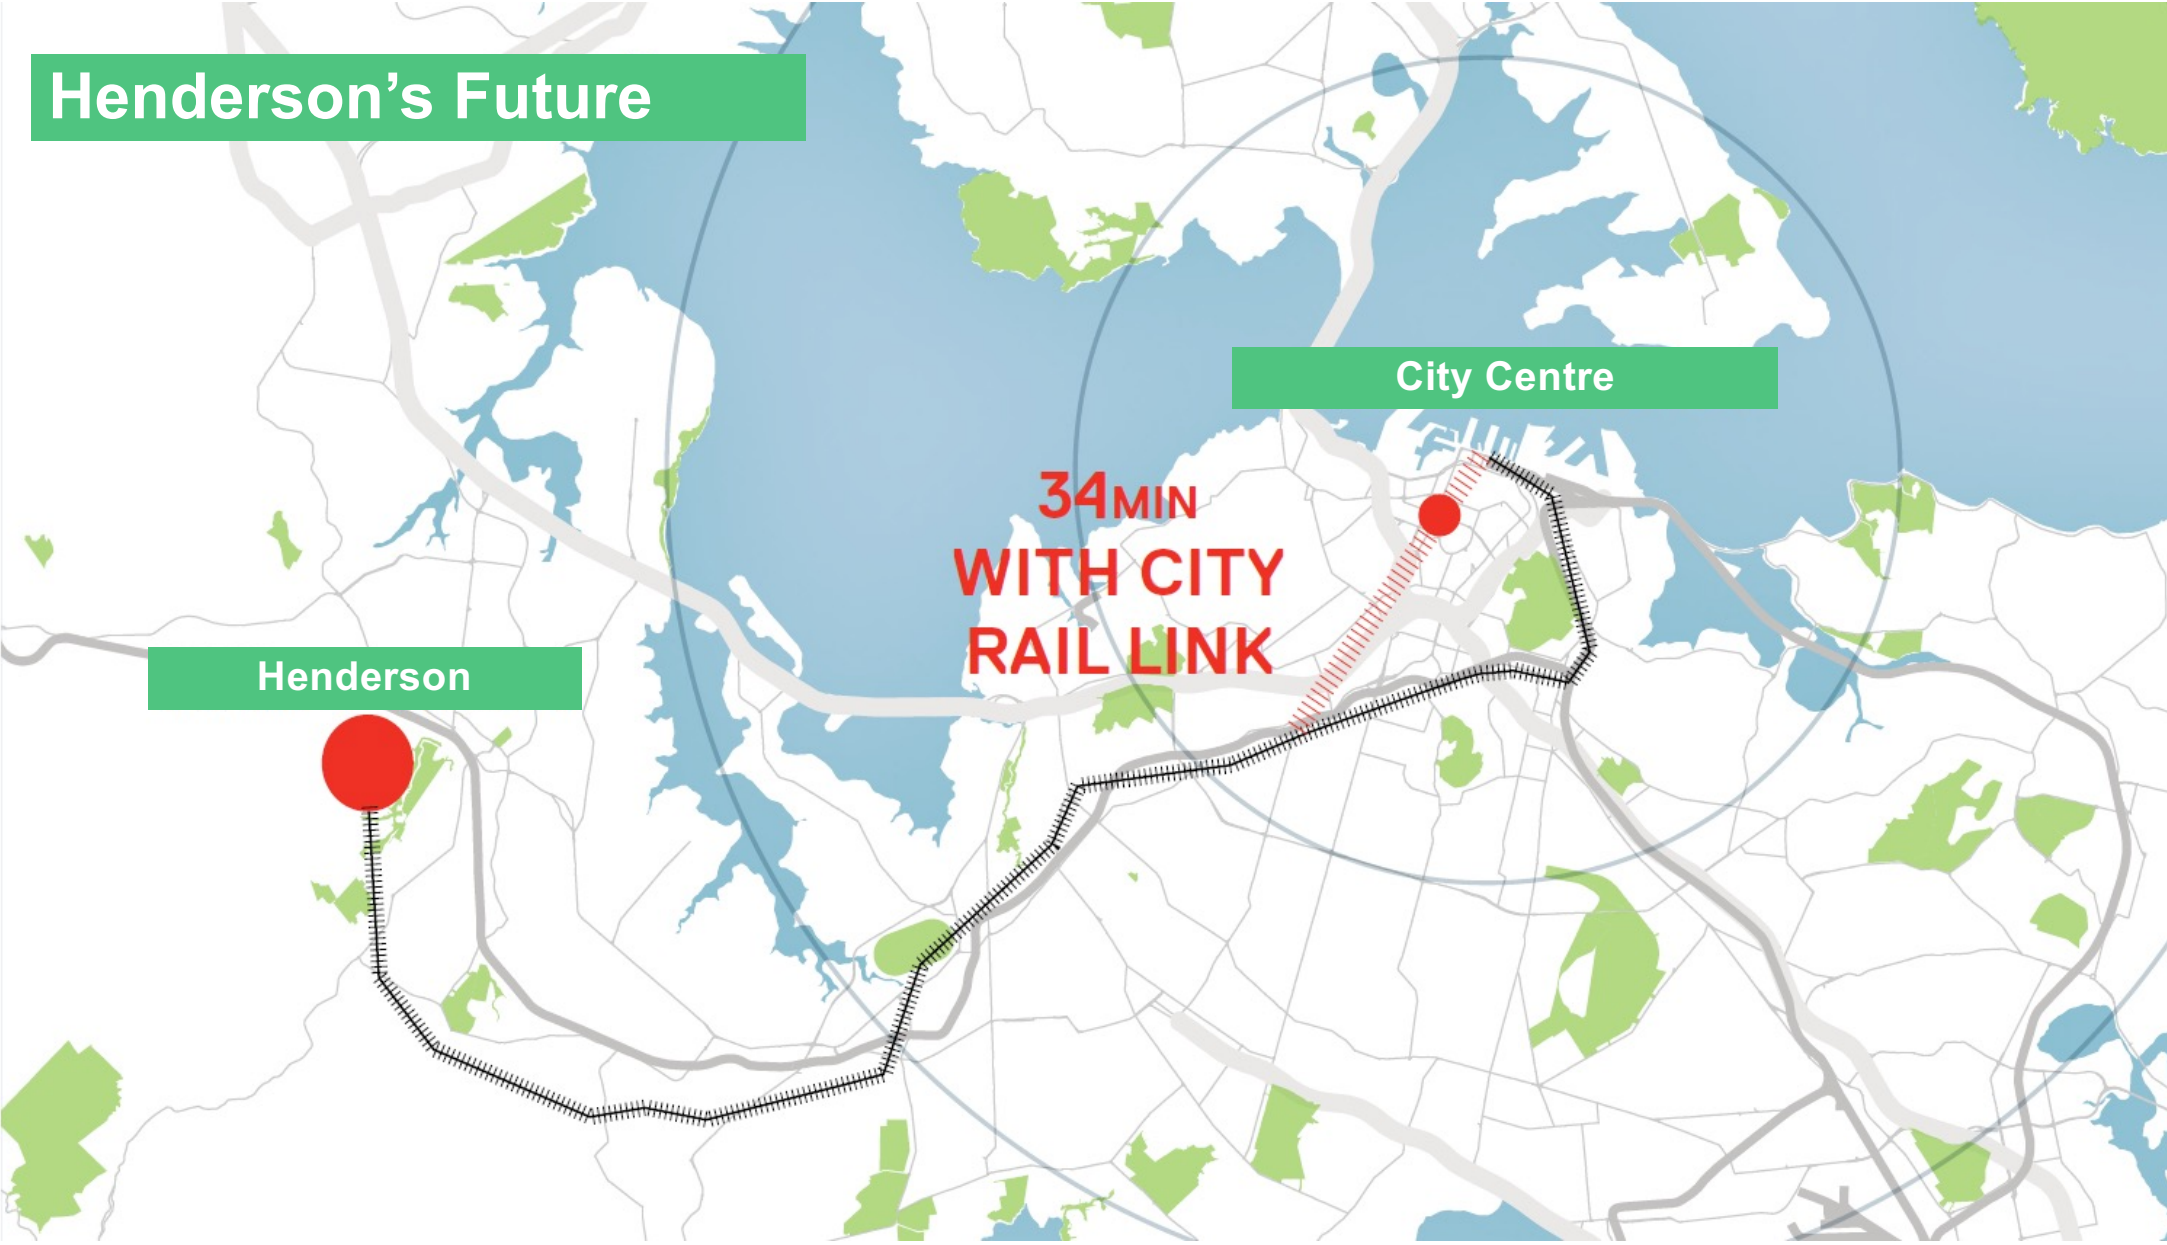 Henderson’s Future
City Centre
34MIN
WITH CITY
RAIL LINK
Henderson